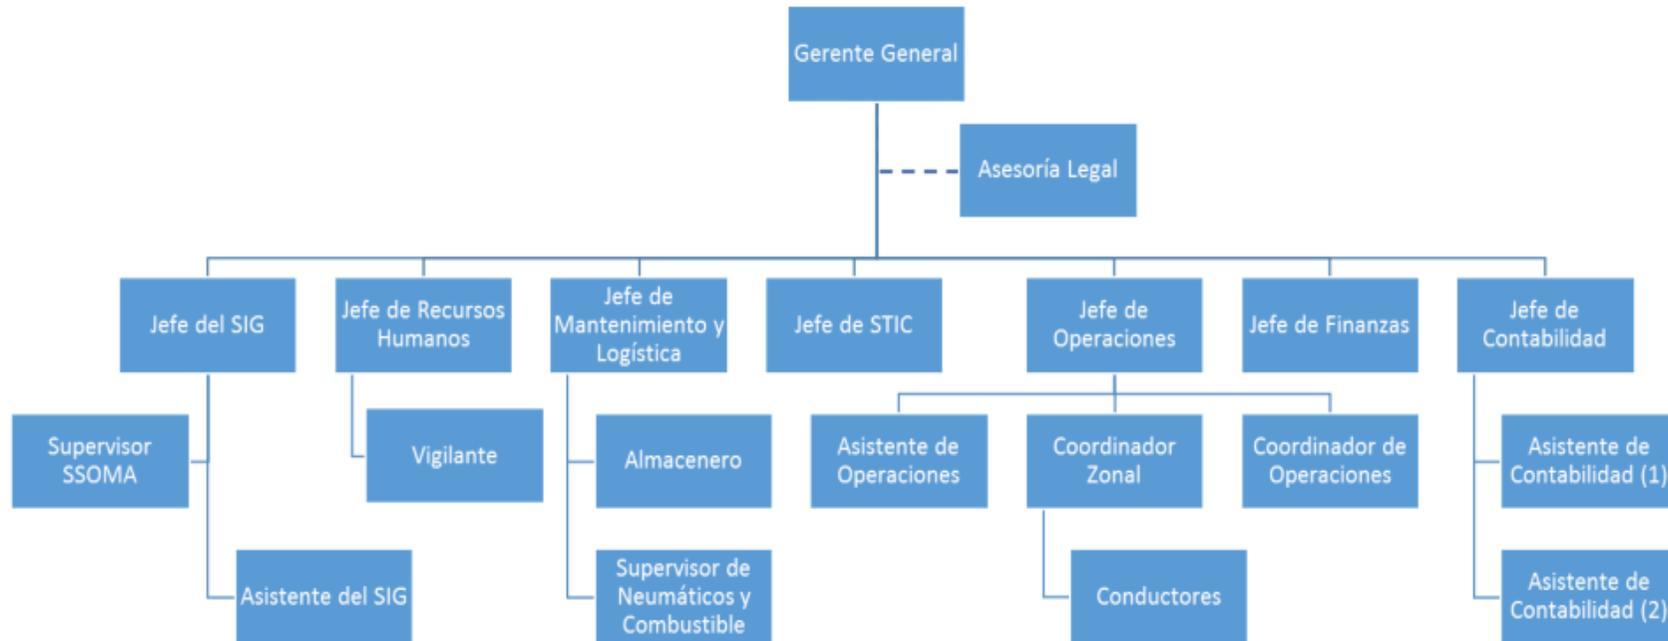 Gerente General
Asesoría Legal
Jefe del SIG
Jefe de Recursos
Humanos
Jefe de
Mantenimiento y
Logística
Jefe de STIC
Jefe de
Operaciones
Jefe de Finanzas
Jefe de
Contabilidad
Supervisor
SSOMA
Vigilante
Almacenero
Asistente de
Operaciones
Coordinador
Zonal
Coordinador de
Operaciones
Asistente de
Contabilidad (1)
Asistente del SIG
Supervisor de
Neumáticos y
Combustible
Conductores
Asistente de
Contabilidad (2)